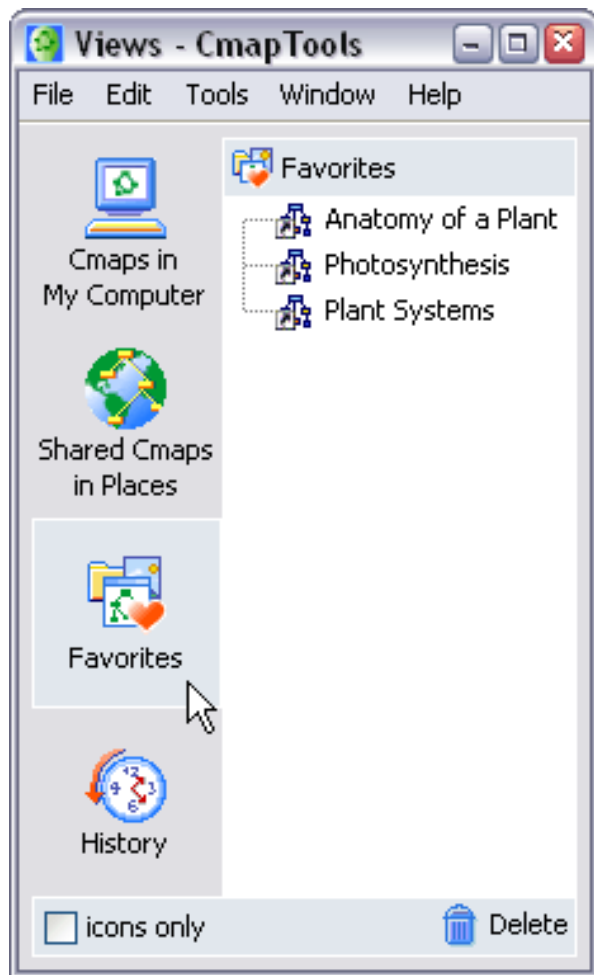 Views - CmapTools
File Edit Tools Window Help
Cmaps in
My Computer
Shared Cmaps
in Places
Favorites
History
Favorites
Anatomy of a Plant
Photosynthesis
Plant Systems
icons only
Delete